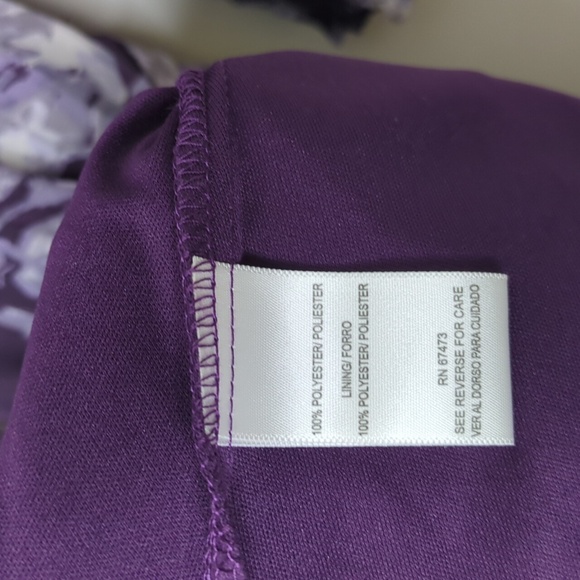 100% POLYESTER/ POLIESTER
LINING/ FORRO
100% POLYESTER/ POLIESTER
RN 67473
SEE REVERSE FOR CARE
VER AL DORSO PARA CUIDADO